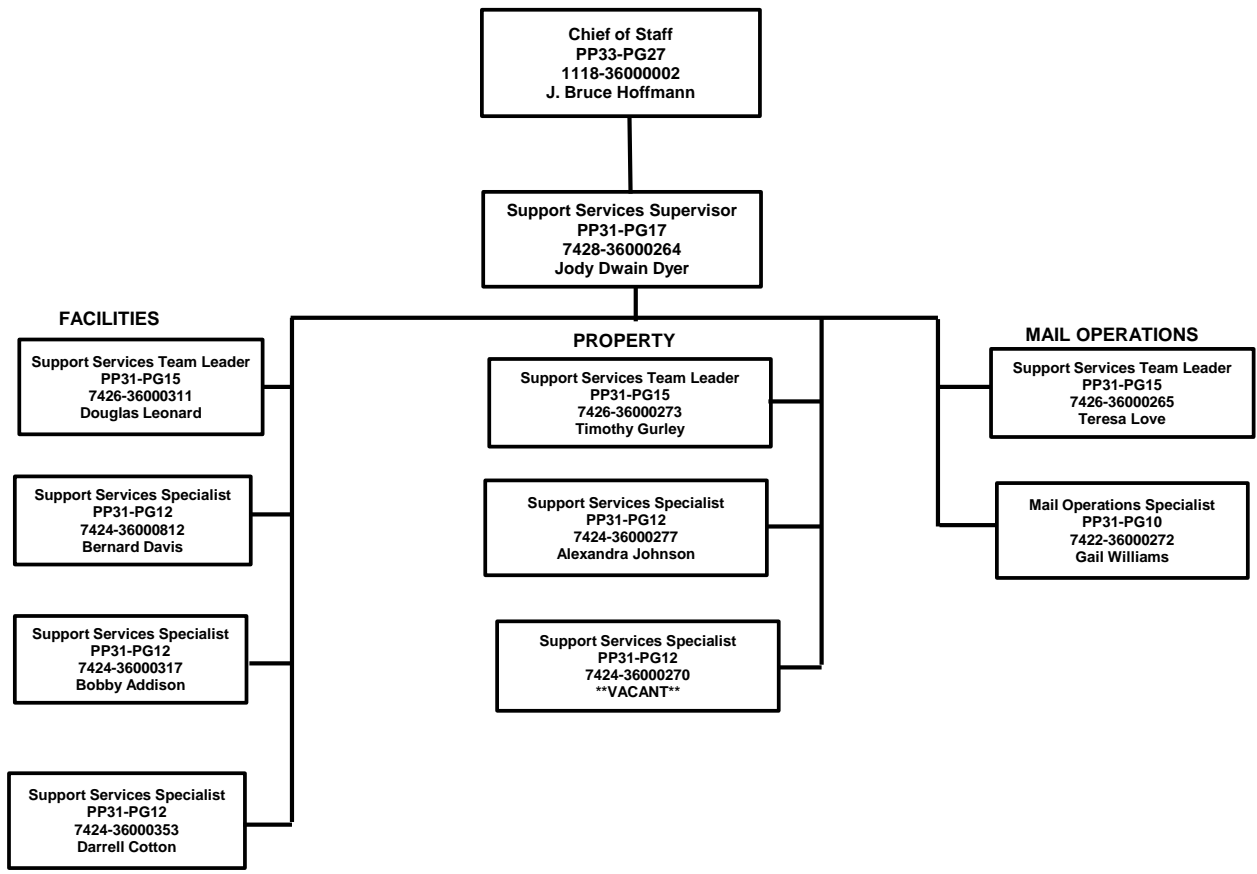 Chief of Staff
PP33-PG27
1118-36000002
J. Bruce Hoffmann
Support Services Supervisor
PP31-PG17
7428-36000264
Jody Dwain Dyer
FACILITIES
Support Services Team Leader
PP31-PG15
7426-36000311
Douglas Leonard
Support Services Specialist
PP31-PG12
7424-36000812
Bernard Davis
Support Services Specialist
PP31-PG12
7424-36000317
Bobby Addison
Support Services Specialist
PP31-PG12
7424-36000353
Darrell Cotton
PROPERTY
Support Services Team Leader
PP31-PG15
7426-36000273
Timothy Gurley
Support Services Specialist
PP31-PG12
7424-36000277
Alexandra Johnson
Support Services Specialist
PP31-PG12
7424-36000270
**VACANT**
MAIL OPERATIONS
Support Services Team Leader
PP31-PG15
7426-36000265
Teresa Love
Mail Operations Specialist
PP31-PG10
7422-36000272
Gail Williams